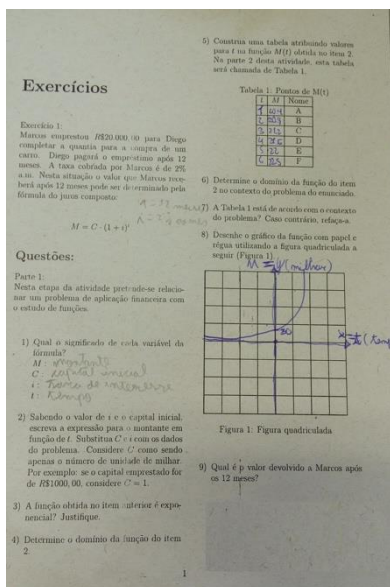 Exercícios
Exercício 1:
Marcos emprestou R$20.000,00 para Diego
completar a quantia para a compra de um
carro. Diego pagará o empréstimo após 12
meses. A taxa cobrada por Marcos é de 2%
a.m. Nesta situação o valor que Marcos rece-
berá após 12 meses pode ser determinado pela
fórmula do juros composto:
M = C · (1 + i)^t
Questões:
Parte 1:
Nesta etapa da atividade pretende-se relacio-
nar um problema de aplicação financeira com
o estudo de funções.
1) Qual o significado de cada variável da
fórmula?
M : montante
C : capital inicial
i : de
t : tempo
2) Sabendo o valor de i e o capital inicial,
escreva a expressão para o montante em
função de t. Substitua C e i com os dados
do problema. Considere C como sendo
apenas o número de unidade de milhar.
Por exemplo: se o capital emprestado for
de R$1000,00, considere C = 1.
3) A função obtida no item anterior é expo-
nencial? Justifique.
4) Determine o domínio da função do item
2.
5) Construa uma tabela atribuindo valores
para t na função M(t) obtida no item 2.
Na parte 2 desta atividade, esta tabela
será chamada de Tabela 1.
Tabela 1: Pontos de M(t)
t M Nome
1 A
2 B
3 C
4 D
5 E
6 F
6) Determine o domínio da função do item
2 no contexto do problema do enunciado.
7) A Tabela 1 está de acordo com o contexto
do problema? Caso contrário, refaça-a.
8) Desenhe o gráfico da função com papel e
régua utilizando a figura quadriculada a
seguir (Figura 1).
M = y (milhar)
20
Figura 1: Figura quadriculada
9) Qual é o valor devolvido a Marcos após
os 12 meses?
1